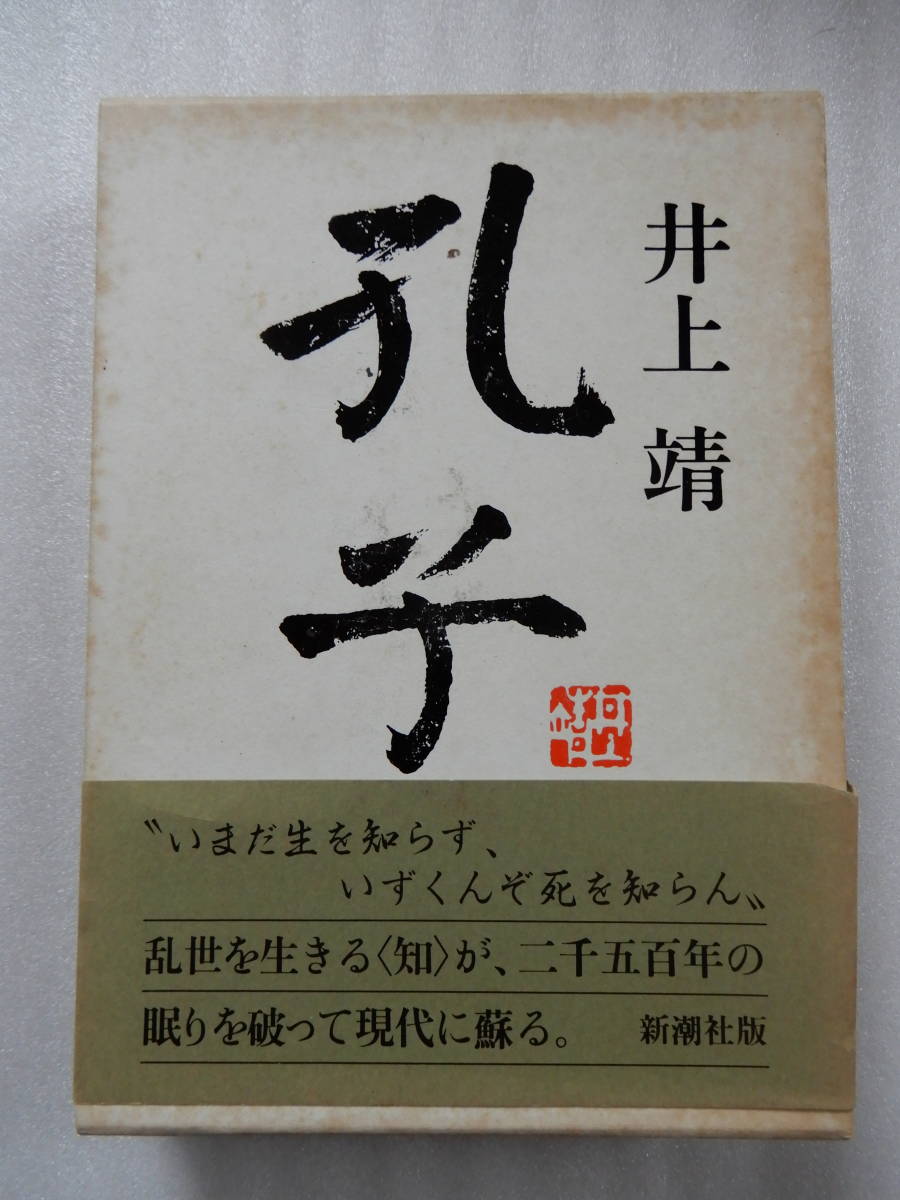 井上 靖
孔子
〝いまだ生を知らず、
いずくんぞ死を知らん〟
乱世を生きる〈知〉が、二千五百年の
眠りを破って現代に蘇る。 新潮社版